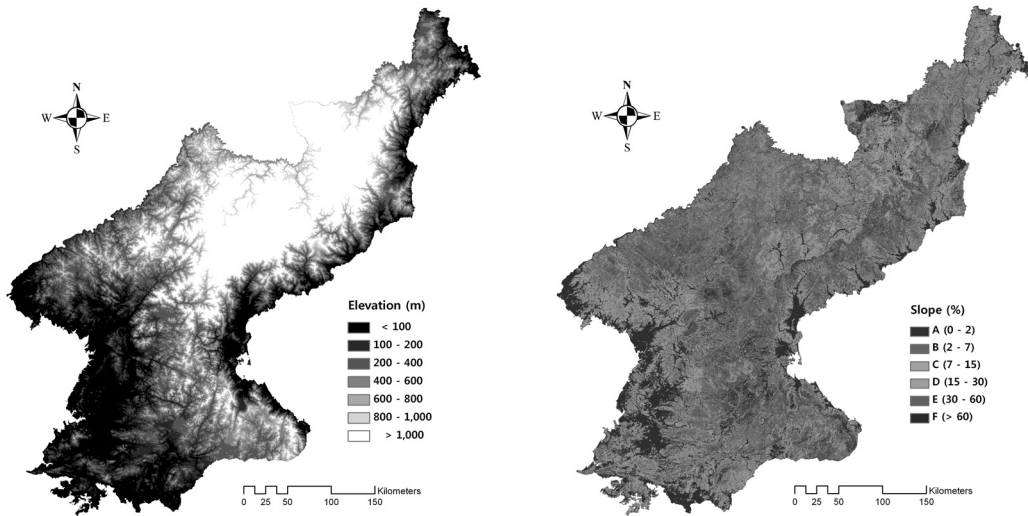 N
W E
S
Elevation (m)
< 100
100 - 200
200 - 400
400 - 600
600 - 800
800 - 1,000
> 1,000
Kilometers
0 25 50 100 150
N
W E
S
Slope (%)
A (0 - 2)
B (2 - 7)
C (7 - 15)
D (15 - 30)
E (30 - 60)
F (> 60)
Kilometers
0 25 50 100 150